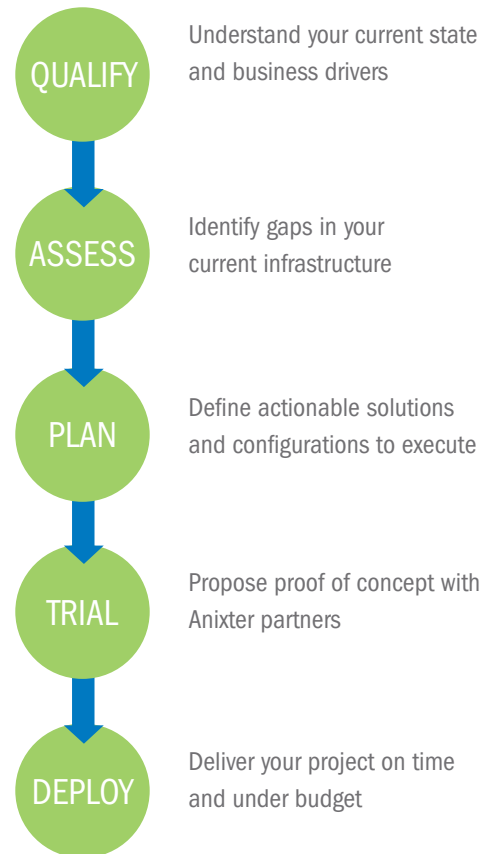 QUALIFY
Understand your current state
and business drivers
ASSESS
Identify gaps in your
current infrastructure
PLAN
Define actionable solutions
and configurations to execute
TRIAL
Propose proof of concept with
Anixter partners
DEPLOY
Deliver your project on time
and under budget